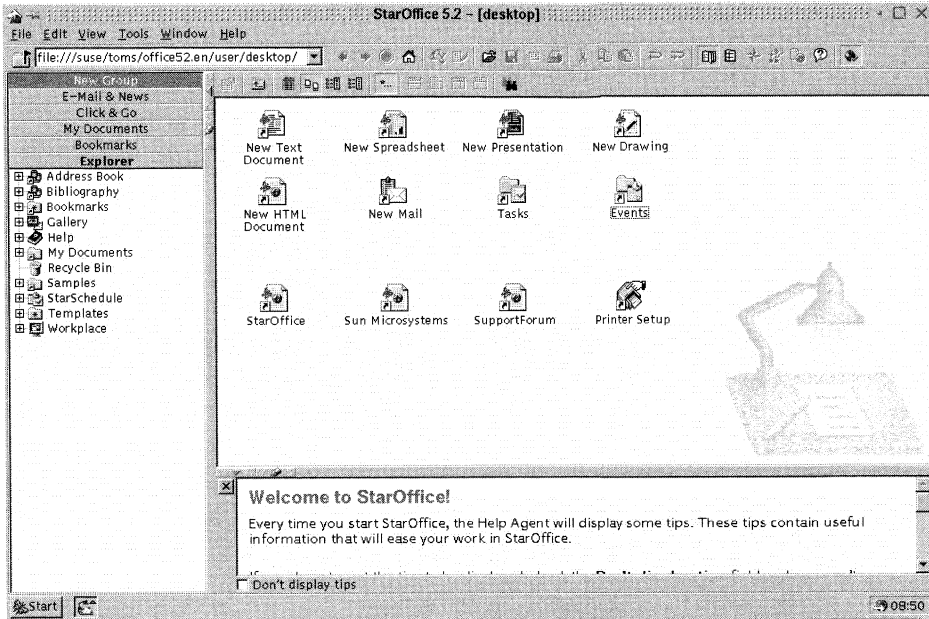 StarOffice 5.2 - [desktop]
File Edit View Tools Window Help
file:///suse/toms/office52.en/user/desktop/
New Group
E-Mail & News
Click & Go
My Documents
Bookmarks
Explorer
Address Book
Bibliography
Bookmarks
Gallery
Help
My Documents
Recycle Bin
Samples
StarSchedule
Templates
Workplace
New Text
Document
New Spreadsheet
New Presentation
New Drawing
New HTML
Document
New Mail
Tasks
Events
StarOffice
Sun Microsystems
SupportForum
Printer Setup
Welcome to StarOffice!
Every time you start StarOffice, the Help Agent will display some tips. These tips contain useful
information that will ease your work in StarOffice.
Don't display tips
Start
08:50